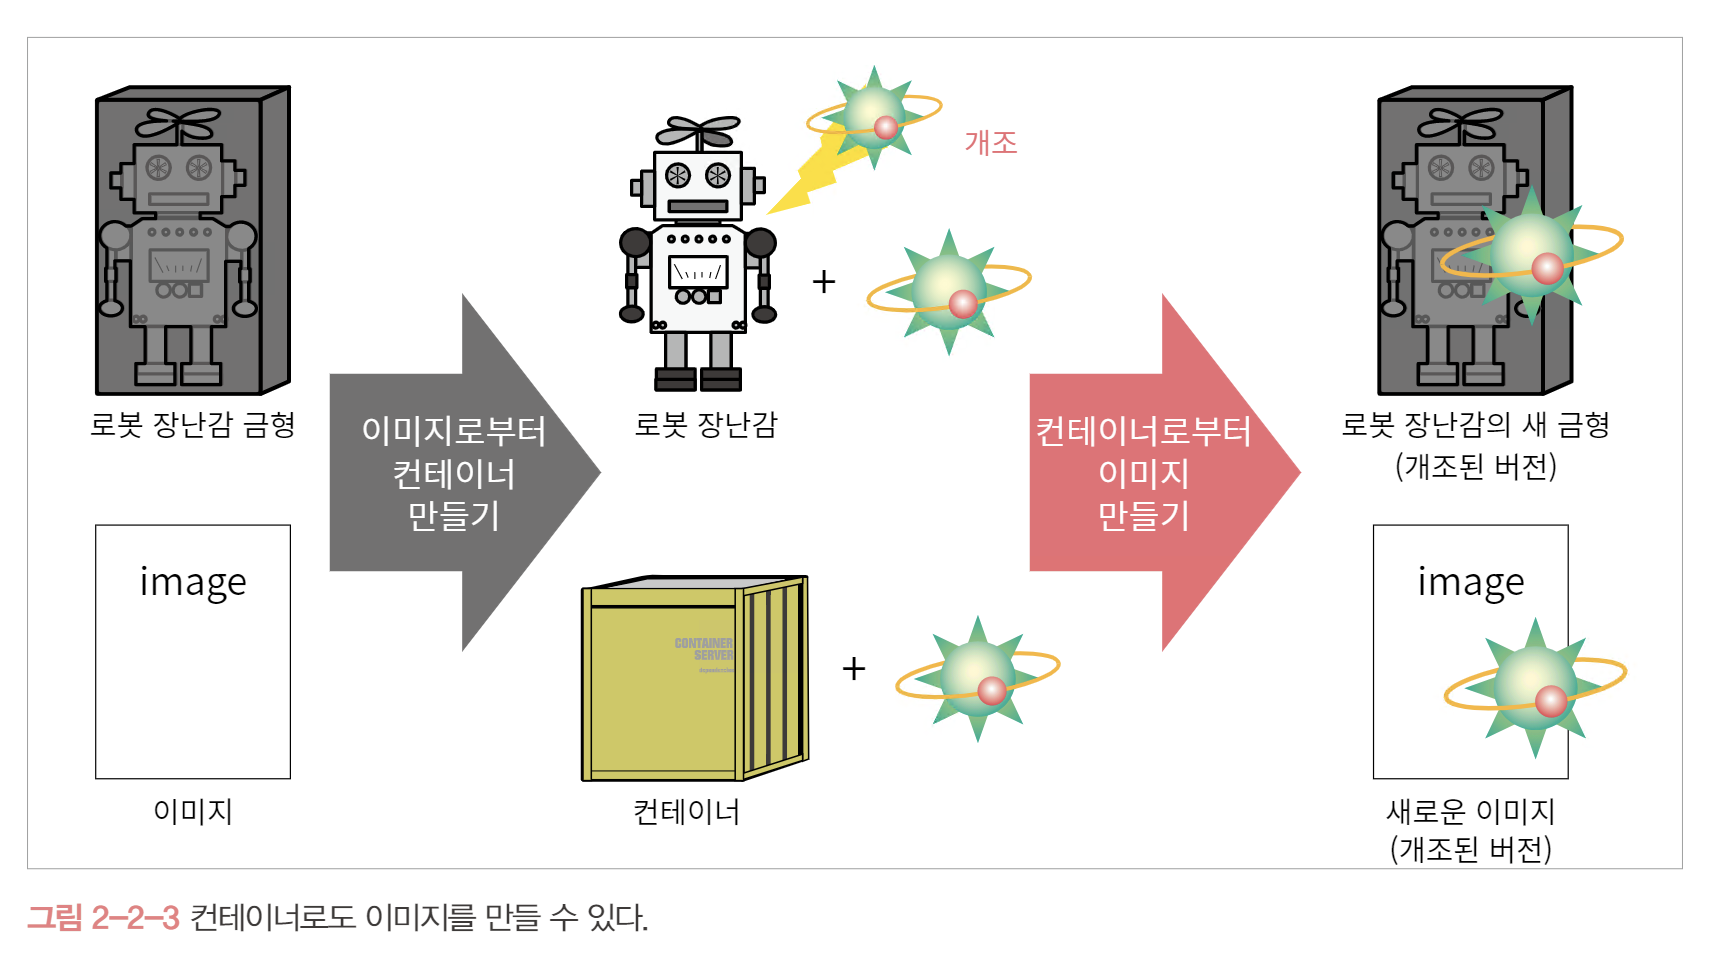 개조
로봇 장난감 금형
로봇 장난감
로봇 장난감의 새 금형
(개조된 버전)
이미지로부터
컨테이너
만들기
컨테이너로부터
이미지
만들기
image
CONTAINER
SERVER
image
이미지
컨테이너
새로운 이미지
(개조된 버전)
그림 2-2-3 컨테이너로도 이미지를 만들 수 있다.